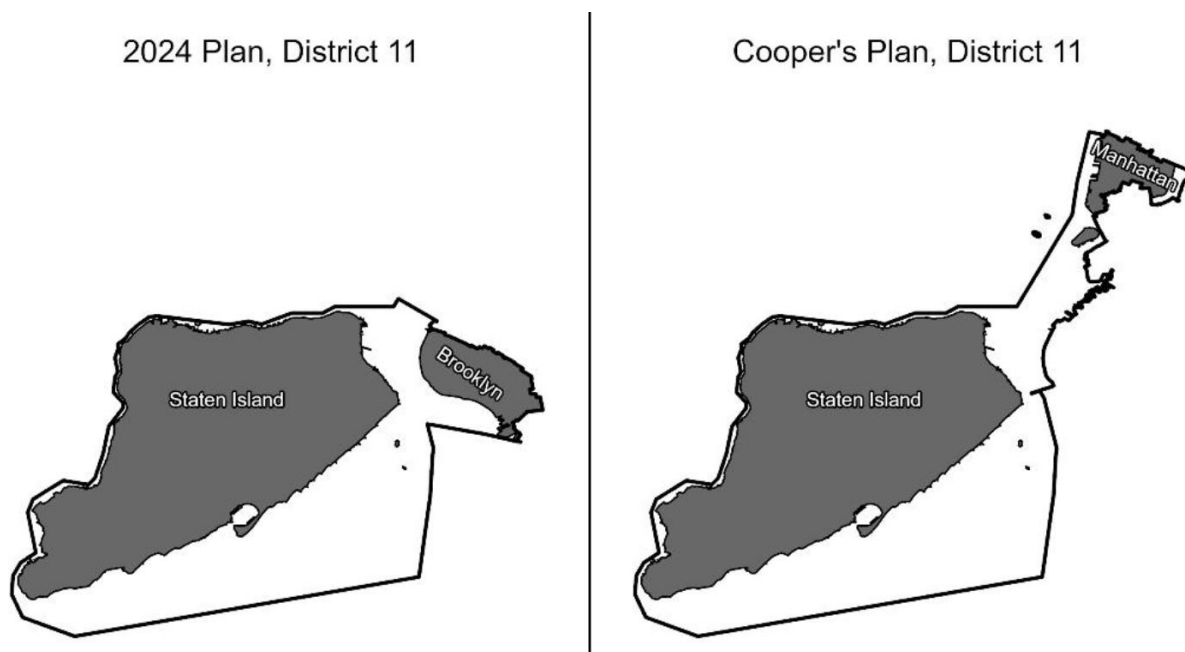 2024 Plan, District 11
Brooklyn
Staten Island
Cooper's Plan, District 11
Manhattan
Staten Island